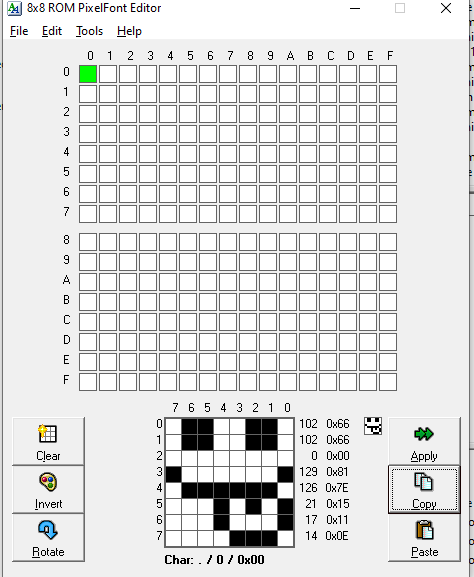 8x8 ROM PixelFont Editor
File Edit Tools Help
0 1 2 3 4 5 6 7 8 9 A B C D E F
0
1
2
3
4
5
6
7
8
9
A
B
C
D
E
F
7 6 5 4 3 2 1 0
0 102 0x66
1 102 0x66
2 0 0x00
3 129 0x81
4 126 0x7E
5 21 0x15
6 17 0x11
7 14 0x0E
Char: . / 0 / 0x00
Clear
Invert
Rotate
Apply
Copy
Paste